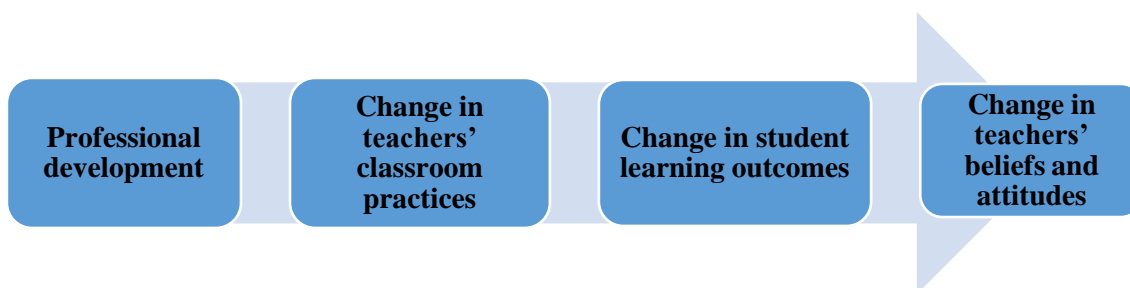 Professional
development
Change in
teachers’
classroom
practices
Change in student
learning outcomes
Change in
teachers’
beliefs and
attitudes